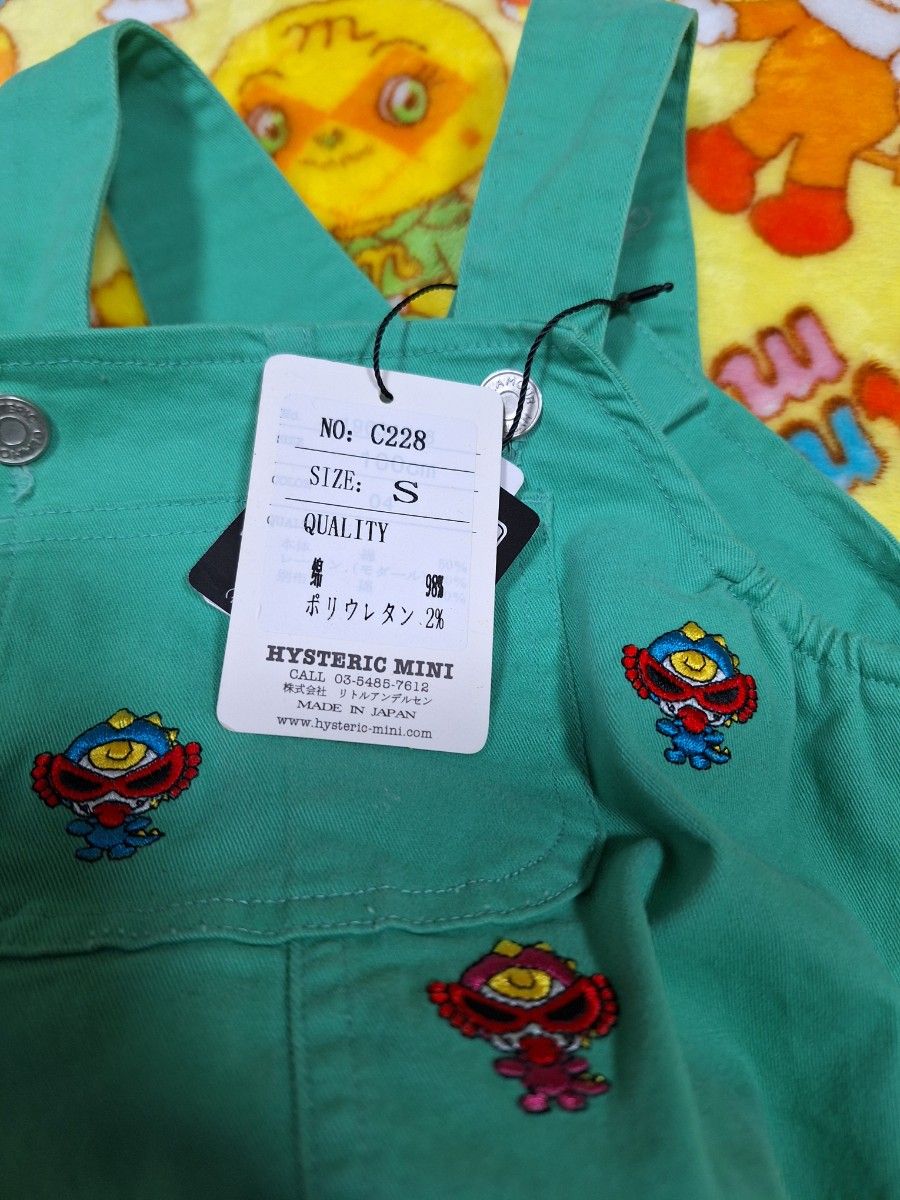 NO: C228
SIZE: S
QUALITY
綿 98%
ポリウレタン 2%
HYSTERIC MINI
CALL 03-5485-7612
株式会社 リトルアンデルセン
MADE IN JAPAN
www.hysteric-mini.com